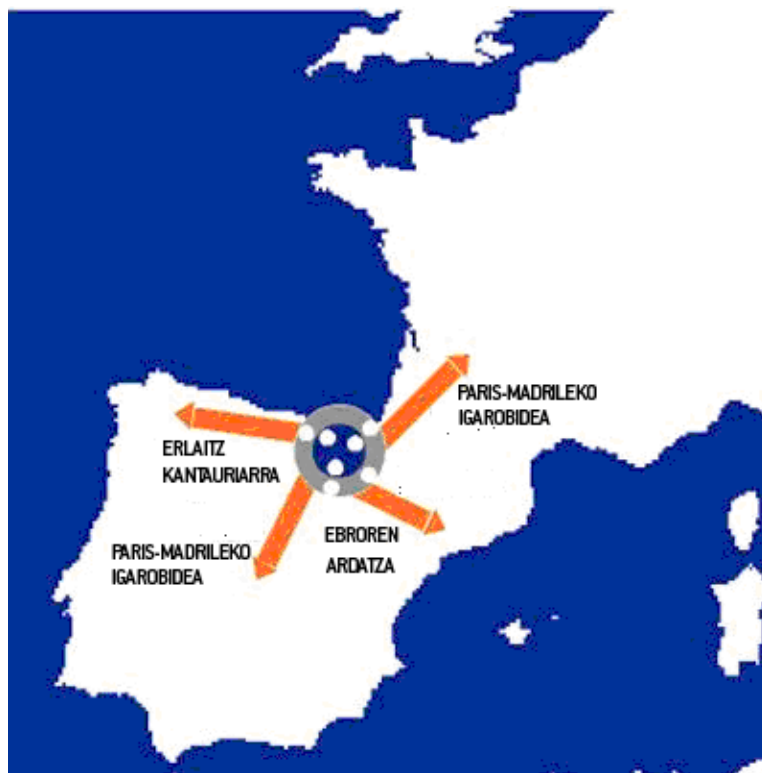 PARIS-MADRILEKO
IGAROBIDEA
ERLAITZ
KANTAURIARRA
PARIS-MADRILEKO
IGAROBIDEA
EBROREN
ARDATZA